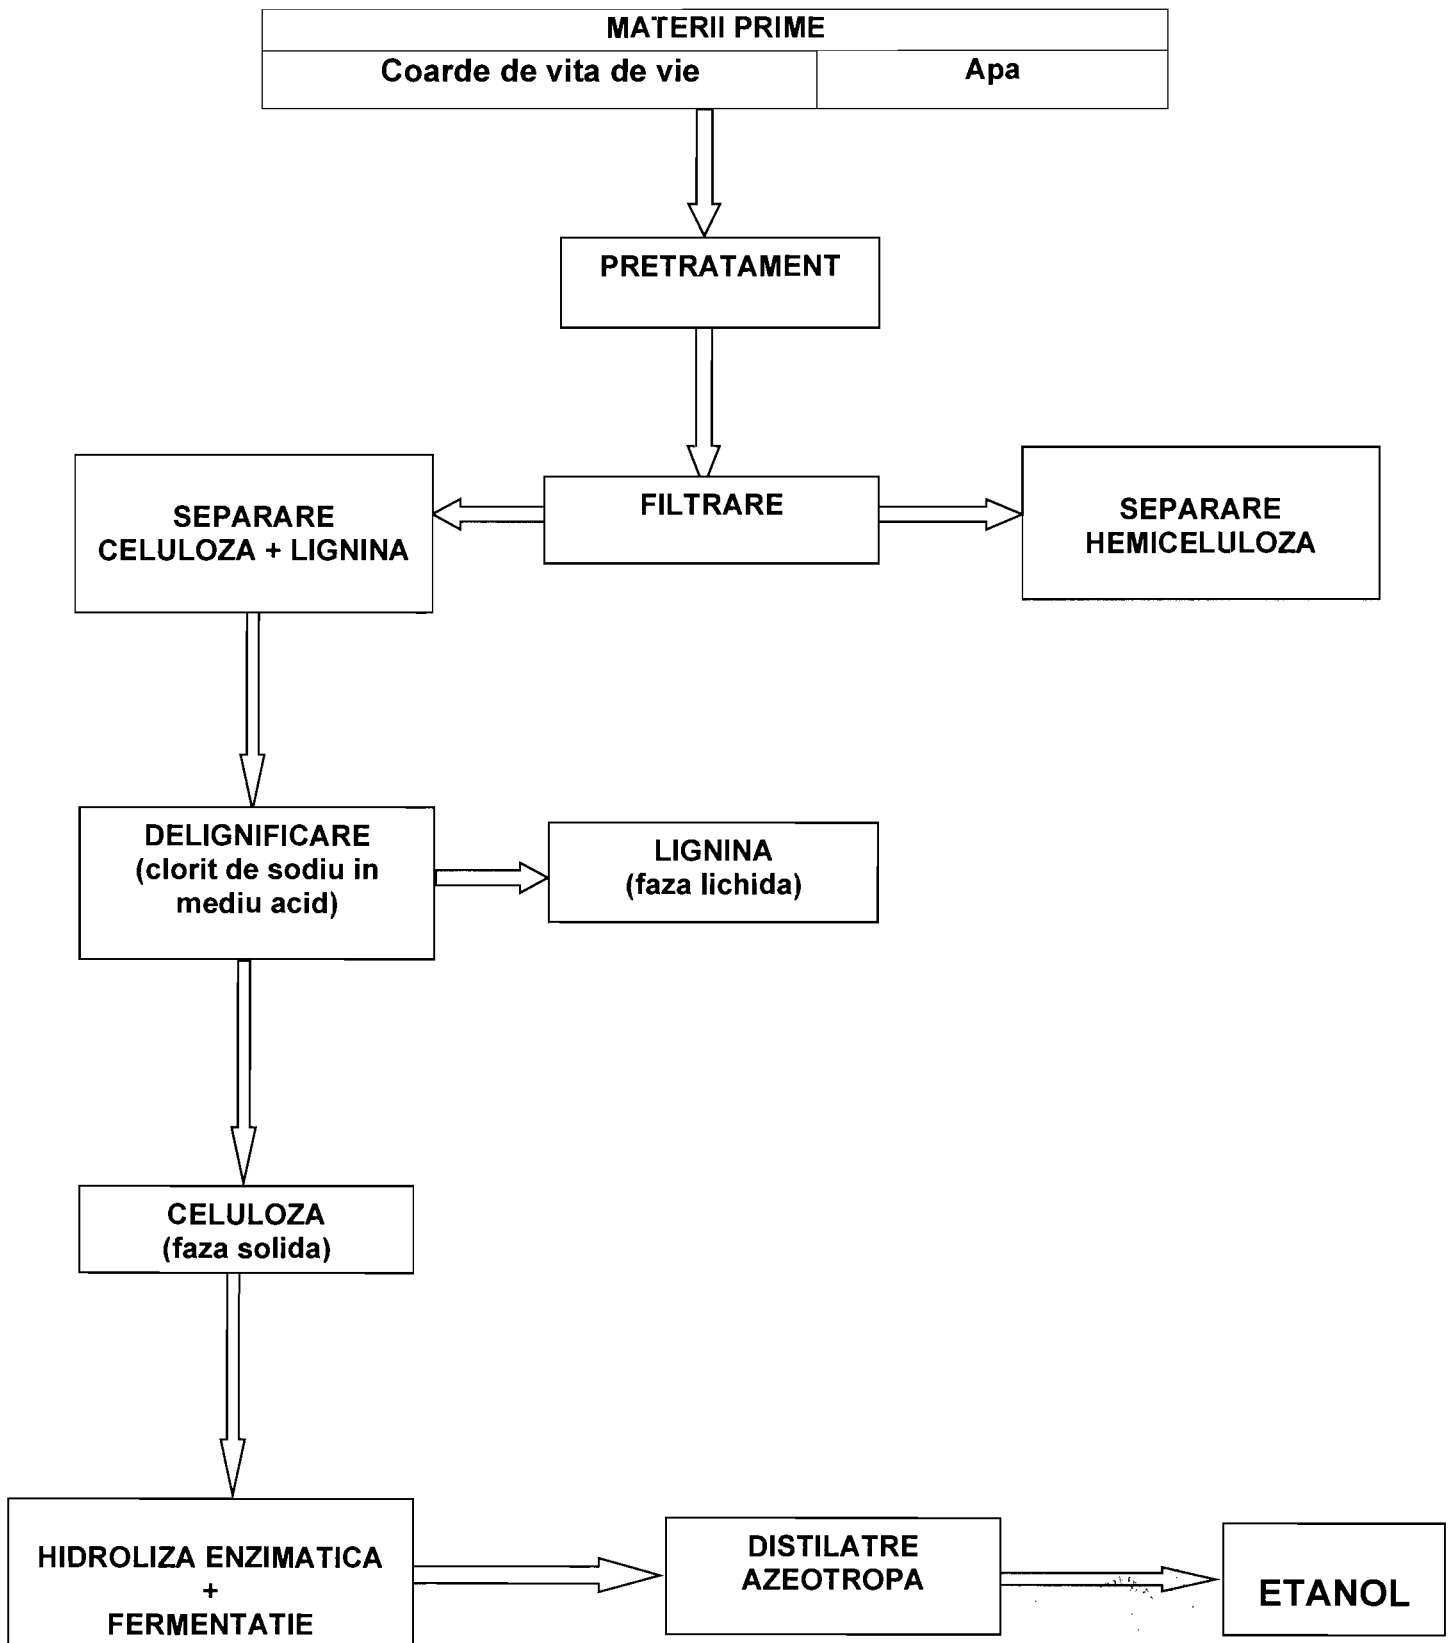 MATERII PRIME
Coarde de vita de vie
Apa
PRETRATAMENT
FILTRARE
SEPARARE
CELULOZA + LIGNINA
SEPARARE
HEMICELULOZA
DELIGNIFICARE
(clorit de sodiu in
mediu acid)
LIGNINA
(faza lichida)
CELULOZA
(faza solida)
HIDROLIZA ENZIMATICA
+
FERMENTATIE
DISTILATRE
AZEOTROPA
ETANOL